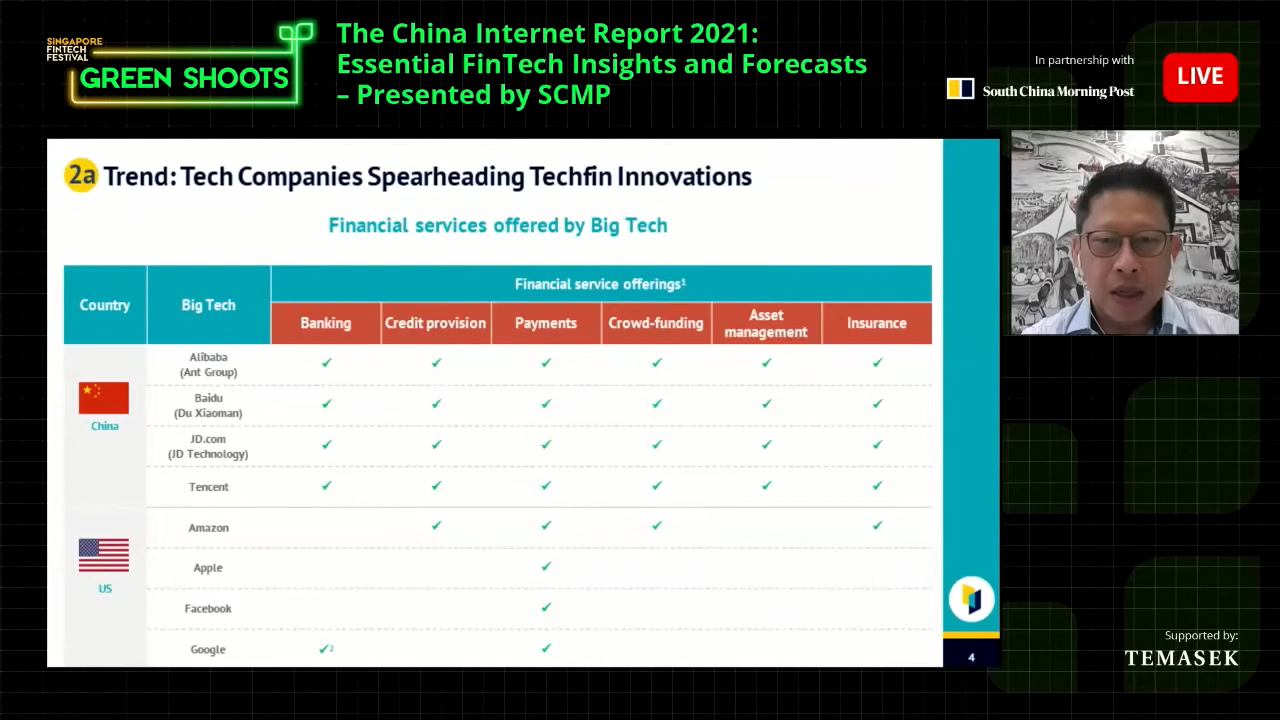 SINGAPORE
FINTECH
FESTIVAL
GREEN SHOOTS
The China Internet Report 2021:
Essential FinTech Insights and Forecasts
– Presented by SCMP
In partnership with
South China Morning Post
LIVE
2a Trend: Tech Companies Spearheading Techfin Innovations
Financial services offered by Big Tech
Country
Big Tech
Financial service offerings¹
Banking
Credit provision
Payments
Crowd-funding
Asset
management
Insurance
China
Alibaba
(Ant Group)
✔ ✔ ✔ ✔ ✔ ✔
Baidu
(Du Xiaoman)
✔ ✔ ✔ ✔ ✔ ✔
JD.com
(JD Technology)
✔ ✔ ✔ ✔ ✔ ✔
Tencent ✔ ✔ ✔ ✔ ✔ ✔
US
Amazon ✔ ✔ ✔ ✔
Apple ✔
Facebook ✔
Google ✔² ✔
4
Supported by:
TEMASEK